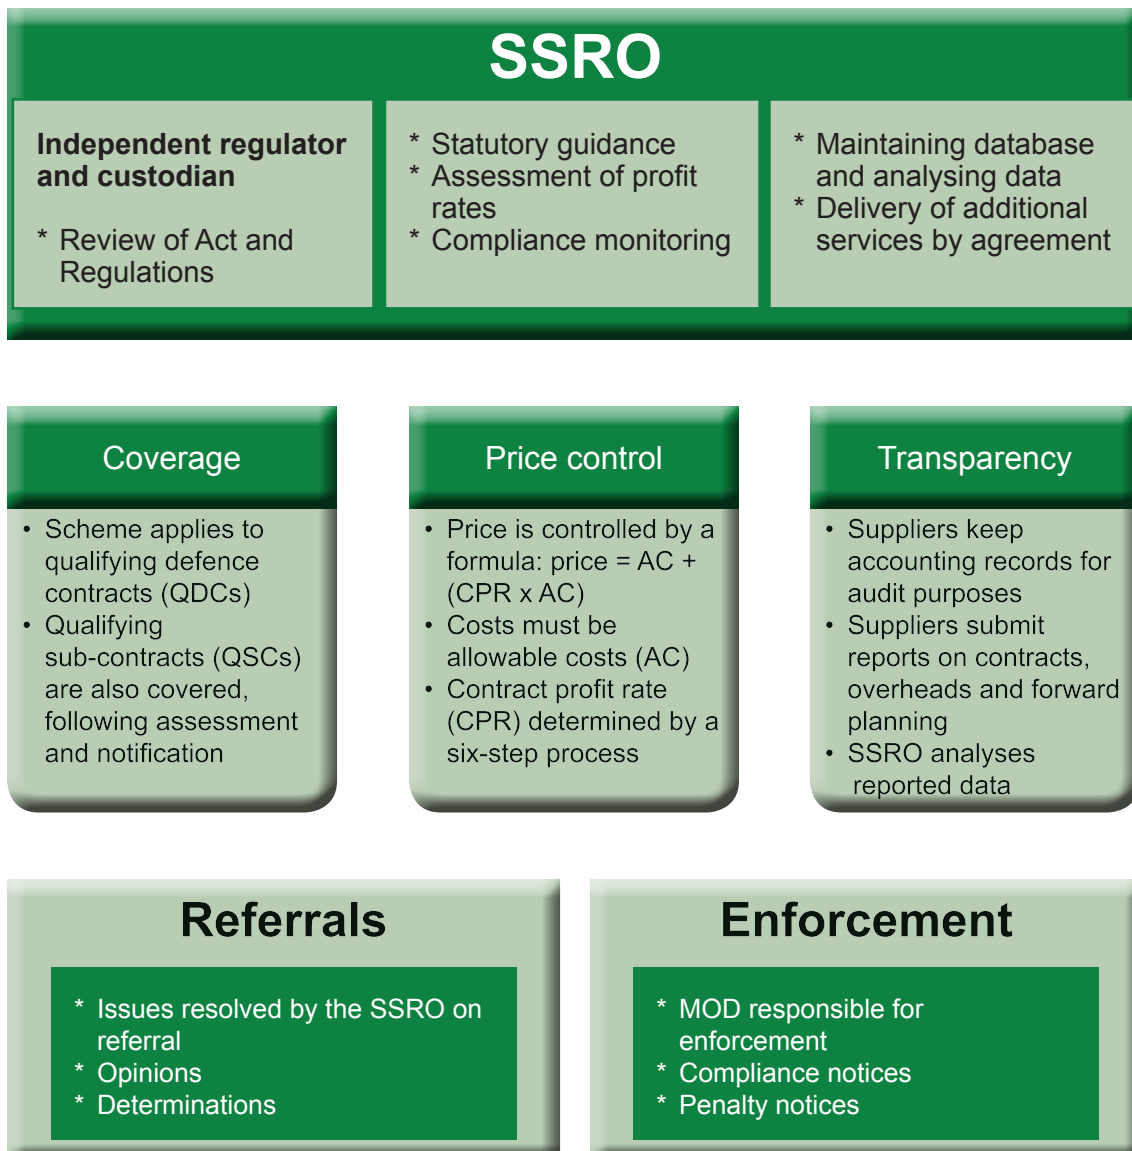 SSRO
Independent regulator
and custodian
* Review of Act and
Regulations
* Statutory guidance
* Assessment of profit
rates
* Compliance monitoring
* Maintaining database
and analysing data
* Delivery of additional
services by agreement
Coverage
• Scheme applies to
qualifying defence
contracts (QDCs)
• Qualifying
sub-contracts (QSCs)
are also covered,
following assessment
and notification
Price control
• Price is controlled by a
formula: price = AC +
(CPR x AC)
• Costs must be
allowable costs (AC)
• Contract profit rate
(CPR) determined by a
six-step process
Transparency
• Suppliers keep
accounting records for
audit purposes
• Suppliers submit
reports on contracts,
overheads and forward
planning
• SSRO analyses
reported data
Referrals
* Issues resolved by the SSRO on
referral
* Opinions
* Determinations
Enforcement
* MOD responsible for
enforcement
* Compliance notices
* Penalty notices